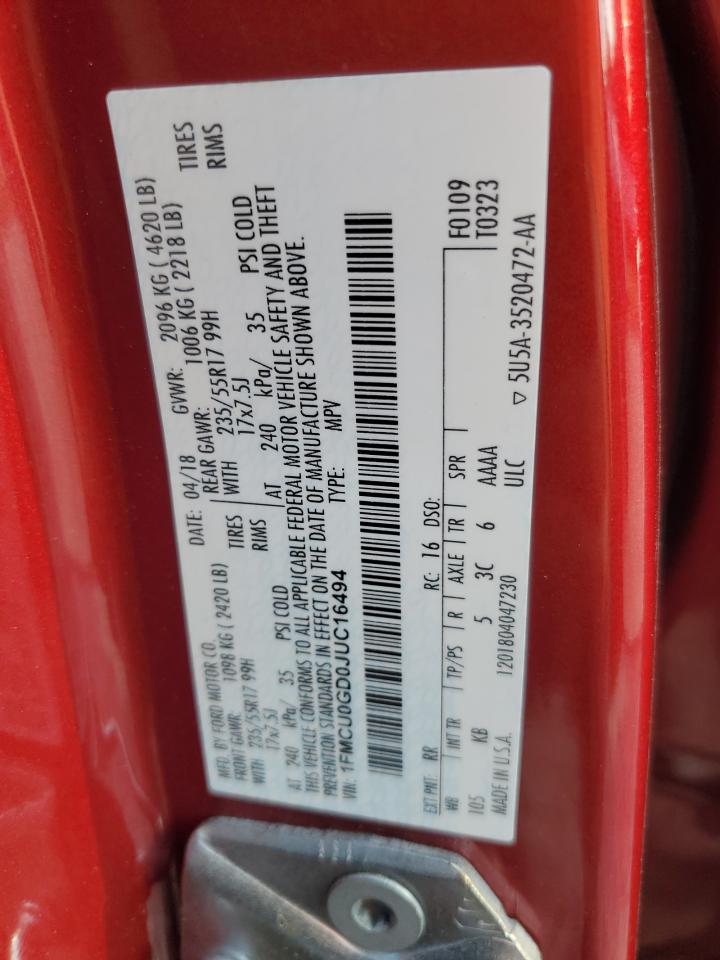 MFD. BY FORD MOTOR CO.
DATE: 04/18 GVWR: 2096 KG ( 4620 LB)
FRONT GAWR: 1098 KG ( 2420 LB) REAR GAWR: 1006 KG ( 2218 LB)
WITH 235/55R17 99H TIRES WITH 235/55R17 99H TIRES
17x7.5J RIMS 17x7.5J RIMS
AT 240 kPa/ 35 PSI COLD AT 240 kPa/ 35 PSI COLD
THIS VEHICLE CONFORMS TO ALL APPLICABLE FEDERAL MOTOR VEHICLE SAFETY AND THEFT
PREVENTION STANDARDS IN EFFECT ON THE DATE OF MANUFACTURE SHOWN ABOVE.
VIN: 1FMCU0GD0JUC16494 TYPE: MPV
EXT PNT: RR RC: 16 DSO: F0109
WB INT TR TP/PS R AXLE TR SPR T0323
105 KB 5 3C 6 AAAA
MADE IN U.S.A. 1201804047230 ULC ▽ 5U5A-3520472-AA